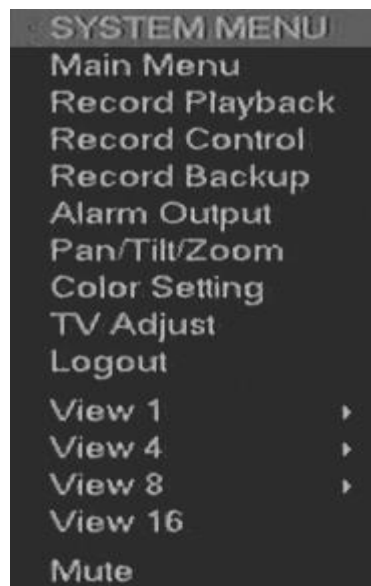 SYSTEM MENU
Main Menu
Record Playback
Record Control
Record Backup
Alarm Output
Pan/Tilt/Zoom
Color Setting
TV Adjust
Logout
View 1
View 4
View 8
View 16
Mute